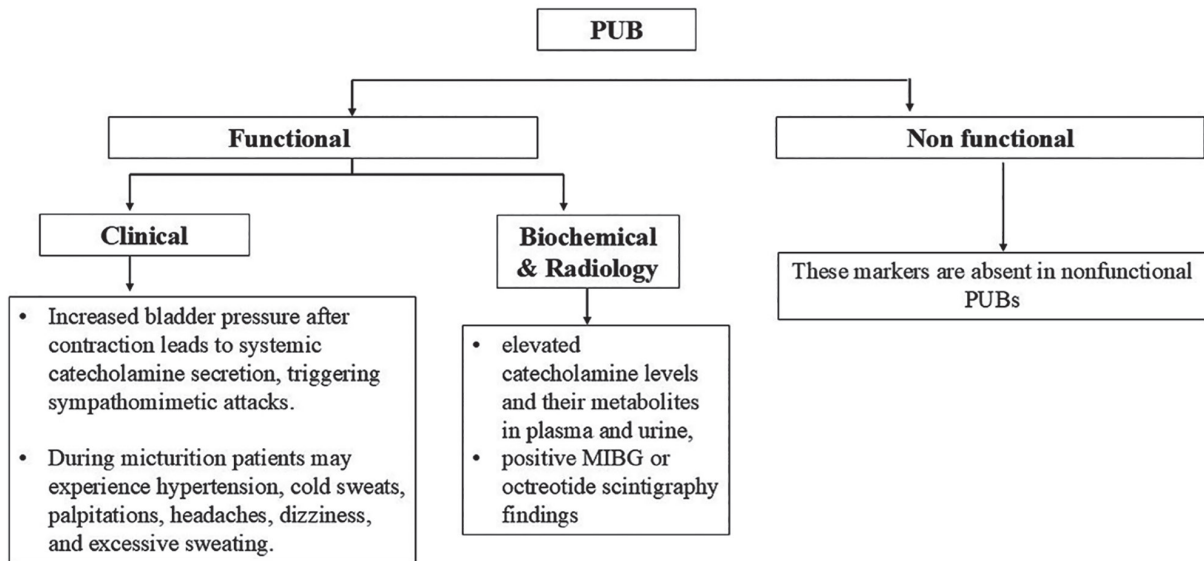 PUB
Functional
Non functional
Clinical
Biochemical
& Radiology
These markers are absent in nonfunctional
PUBs
• Increased bladder pressure after
contraction leads to systemic
catecholamine secretion, triggering
sympathomimetic attacks.
• During micturition patients may
experience hypertension, cold sweats,
palpitations, headaches, dizziness,
and excessive sweating.
• elevated
catecholamine levels
and their metabolites
in plasma and urine,
• positive MIBG or
octreotide scintigraphy
findings